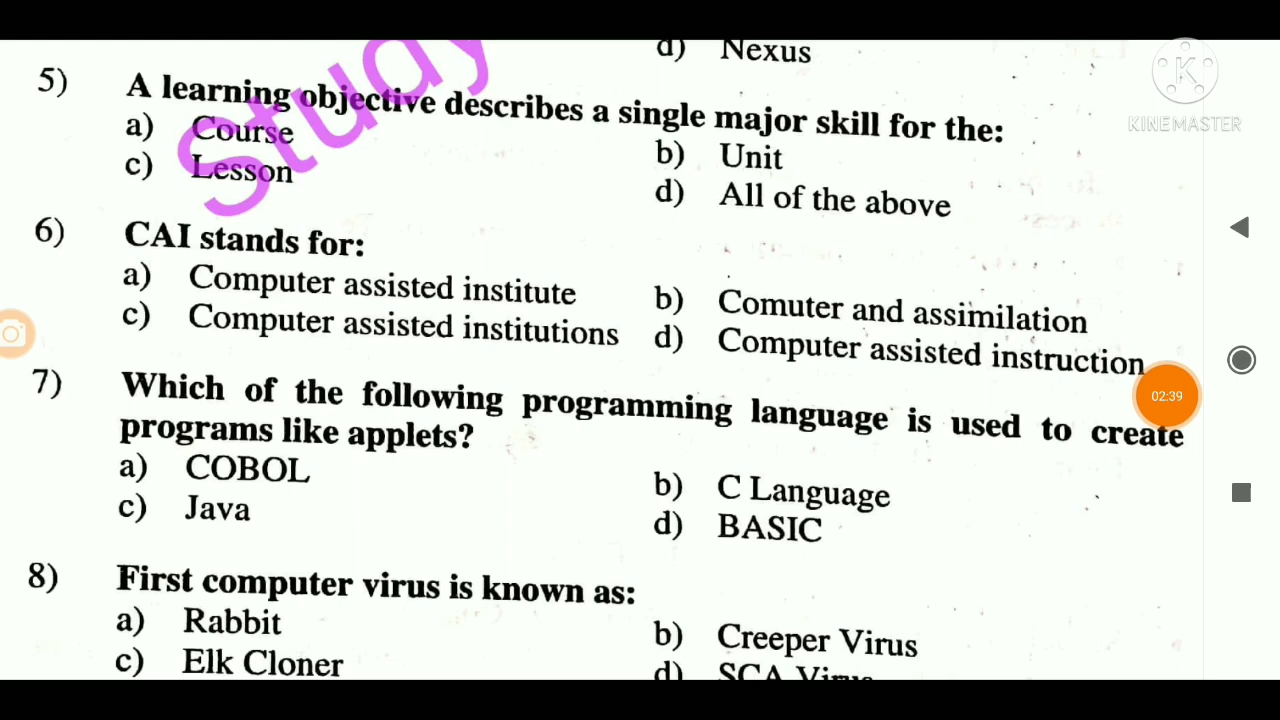 d) Nexus
5) A learning objective describes a single major skill for the:
a) Course
b) Unit
c) Lesson
d) All of the above
6) CAI stands for:
a) Computer assisted institute
b) Comuter and assimilation
c) Computer assisted institutions
d) Computer assisted instruction
7) Which of the following programming language is used to create
programs like applets?
a) COBOL
b) C Language
c) Java
d) BASIC
8) First computer virus is known as:
a) Rabbit
b) Creeper Virus
c) Elk Cloner
d) SCA Virus
Study
K
KINEMASTER
02:39